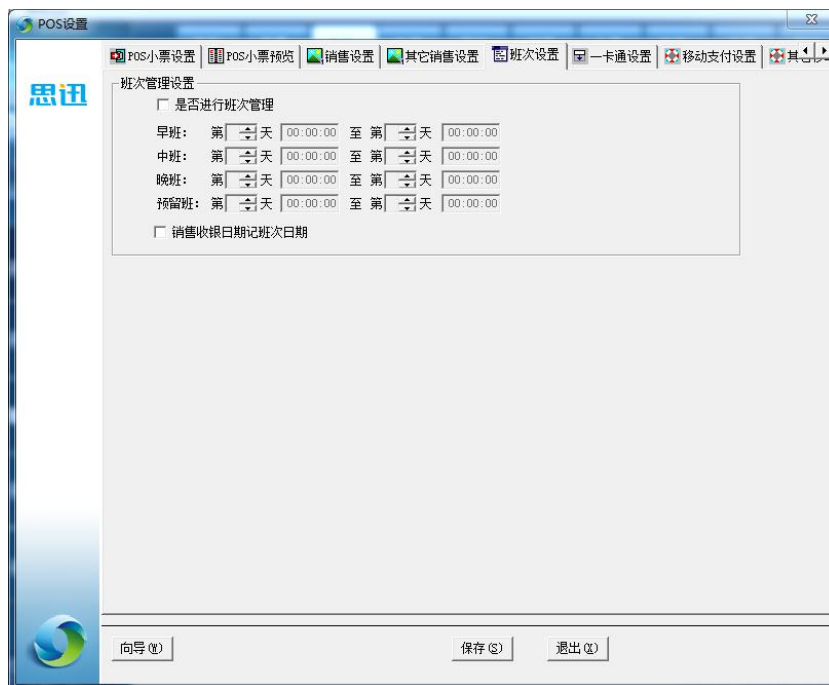 POS设置
POS小票设置 POS小票预览 销售设置 其它销售设置 班次设置 一卡通设置 移动支付设置
思迅
班次管理设置
是否进行班次管理
早班: 第 天 00:00:00 至 第 天 00:00:00
中班: 第 天 00:00:00 至 第 天 00:00:00
晚班: 第 天 00:00:00 至 第 天 00:00:00
预留班: 第 天 00:00:00 至 第 天 00:00:00
销售收银日期记班次日期
向导(W) 保存(S) 退出(X)